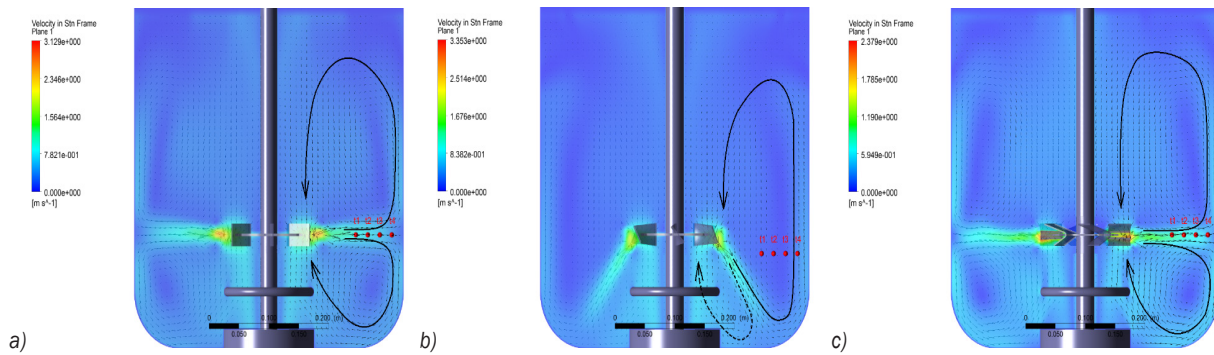 Velocity in Stn Frame
Plane 1
3.129e+000
2.346e+000
1.564e+000
7.821e-001
0.000e+000
[m s^-1]
t1 t2 t3 t4
0 0.100 0.200 (m)
0.050 0.150
a)
Velocity in Stn Frame
Plane 1
3.353e+000
2.514e+000
1.676e+000
8.382e-001
0.000e+000
[m s^-1]
t1 t2 t3 t4
0 0.100 0.200 (m)
0.050 0.150
b)
Velocity in Stn Frame
Plane 1
2.379e+000
1.785e+000
1.190e+000
5.949e-001
0.000e+000
[m s^-1]
t1 t2 t3 t4
0 0.100 0.200 (m)
0.050 0.150
c)